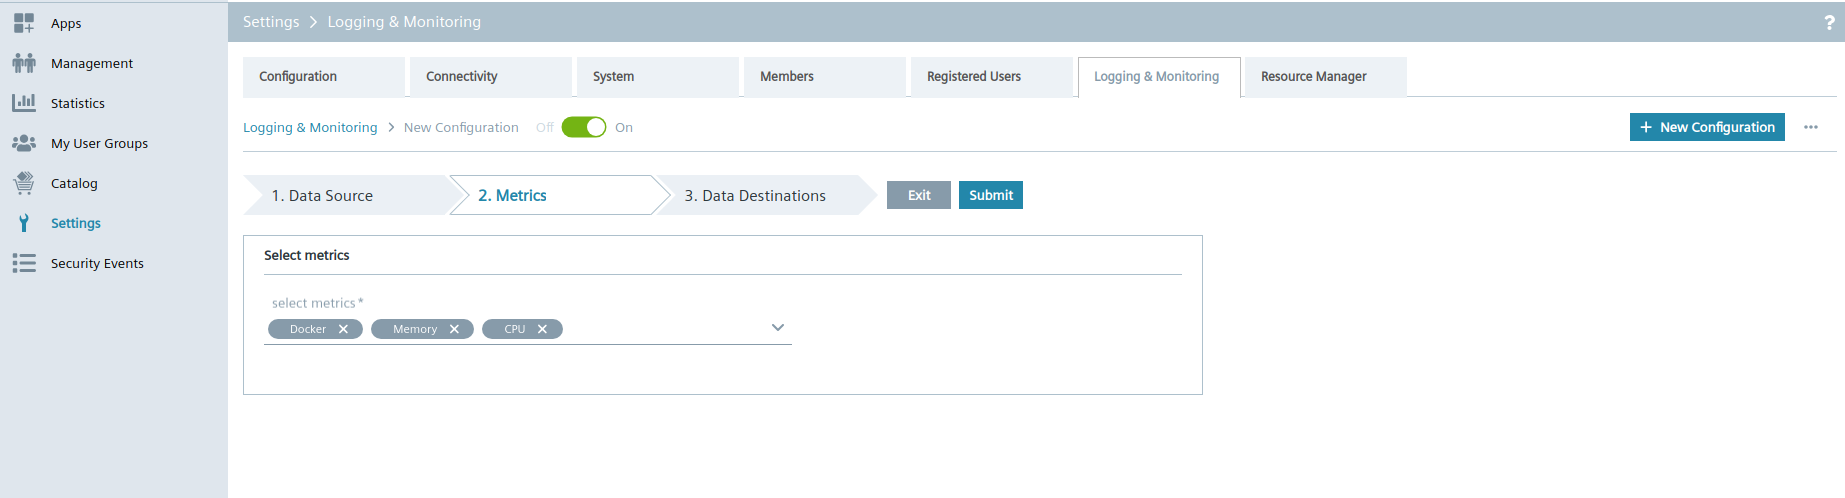 Apps
Management
Statistics
My User Groups
Catalog
Settings
Security Events
Settings > Logging & Monitoring ?
Configuration Connectivity System Members Registered Users Logging & Monitoring Resource Manager
Logging & Monitoring > New Configuration Off On + New Configuration ...
1. Data Source 2. Metrics 3. Data Destinations Exit Submit
Select metrics
select metrics *
Docker Memory CPU